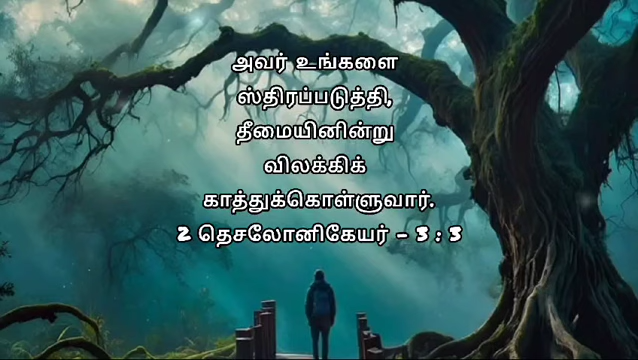 அவர் உங்களை
ஸ்திரப்படுத்தி,
தீமையினின்று
விலக்கிக்
காத்துக்கொள்ளுவார்.
2 தெசலோனிகேயர் - 3 : 3